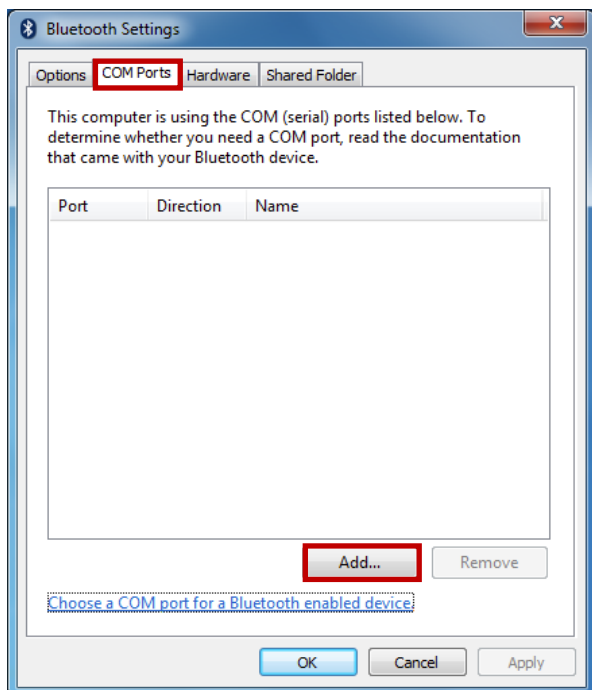 Bluetooth Settings
Options COM Ports Hardware Shared Folder
This computer is using the COM (serial) ports listed below. To
determine whether you need a COM port, read the documentation
that came with your Bluetooth device.
Port Direction Name
Add... Remove
Choose a COM port for a Bluetooth enabled device.
OK Cancel Apply